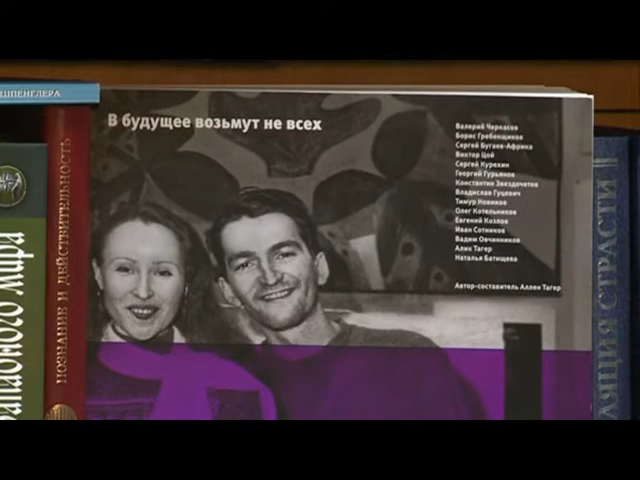 ШПЕНГЛЕРА
В будущее возьмут не всех
Валерий Черкасов
Борис Гребенщиков
Сергей Бугаев-Африка
Виктор Цой
Сергей Курехин
Георгий Гурьянов
Константин Звездочетов
Владислав Гуцевич
Тимур Новиков
Олег Котельников
Евгений Козлов
Иван Сотников
Вадим Овчинников
Алик Тагер
Наталья Батищева
Автор-составитель Аллен Тагер
ПОЗНАНИЕ И ДЕЙСТВИТЕЛЬНОСТЬ
мира
СТРАСТИ